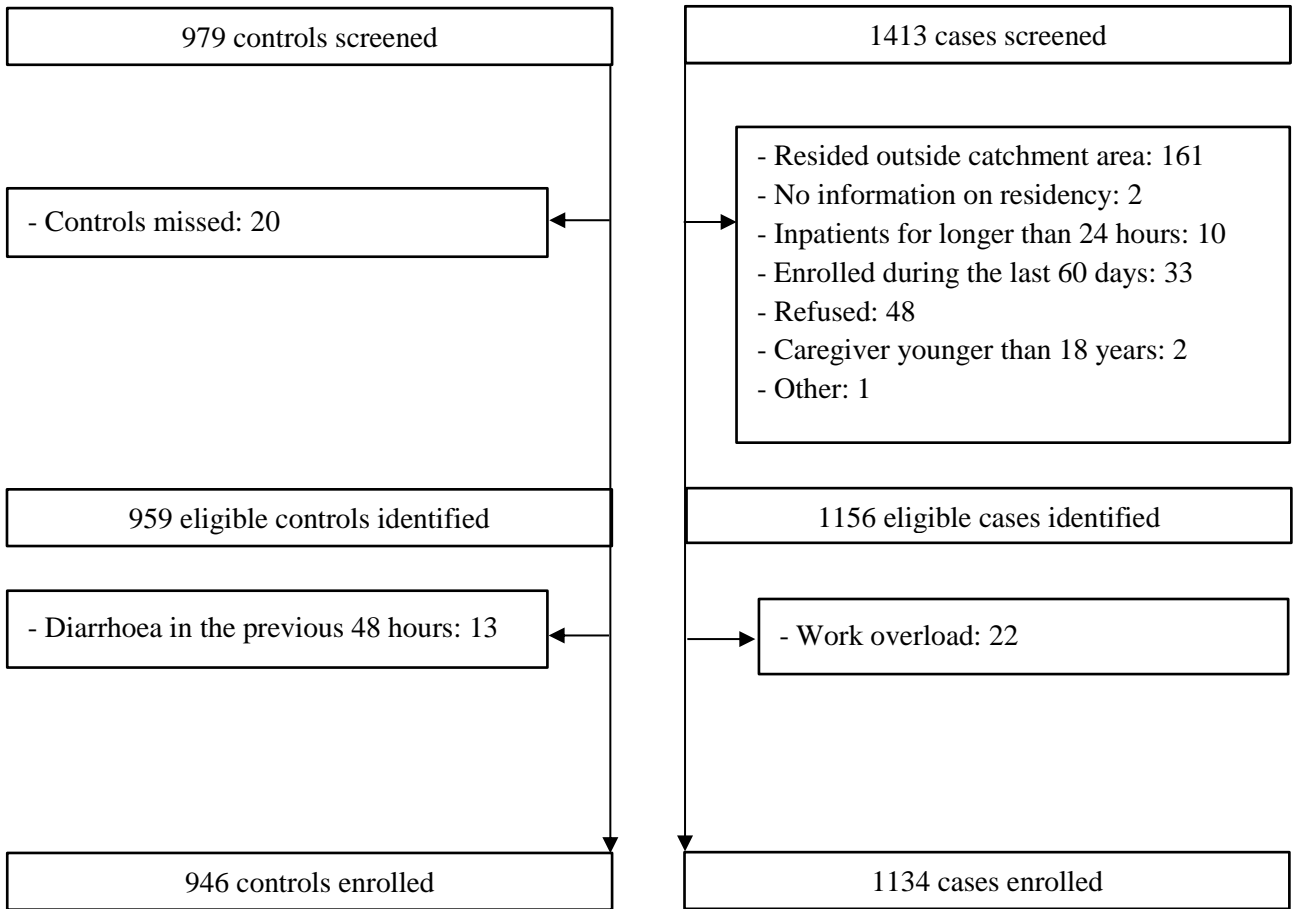 979 controls screened
1413 cases screened
- Controls missed: 20
- Resided outside catchment area: 161
- No information on residency: 2
- Inpatients for longer than 24 hours: 10
- Enrolled during the last 60 days: 33
- Refused: 48
- Caregiver younger than 18 years: 2
- Other: 1
959 eligible controls identified
1156 eligible cases identified
- Diarrhoea in the previous 48 hours: 13
- Work overload: 22
946 controls enrolled
1134 cases enrolled